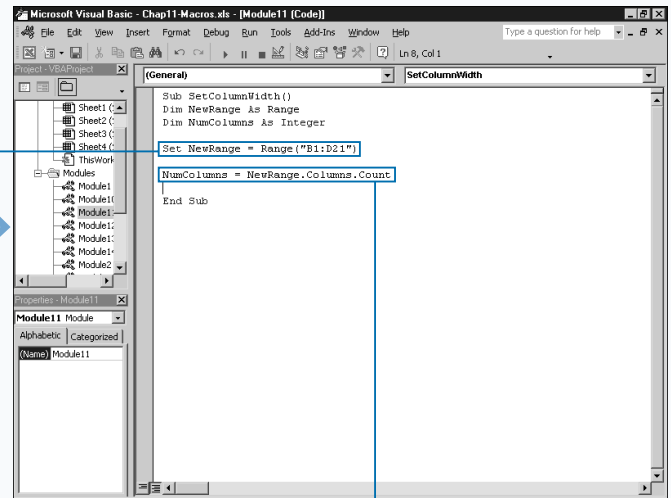 Microsoft Visual Basic - Chap11-Macros.xls - [Module11 (Code)]
File Edit View Insert Format Debug Run Tools Add-Ins Window Help
Type a question for help
Ln 8, Col 1
Project - VBAProject
(General)
SetColumnWidth
Sheet1 (
Sheet2 (
Sheet3 (
Sheet4 (
ThisWork
Modules
Module1
Module10
Module11
Module12
Module13
Module14
Module2
Sub SetColumnWidth()
Dim NewRange As Range
Dim NumColumns As Integer
Set NewRange = Range("B1:D21")
NumColumns = NewRange.Columns.Count
End Sub
Properties - Module11
Module11 Module
Alphabetic Categorized
(Name) Module11